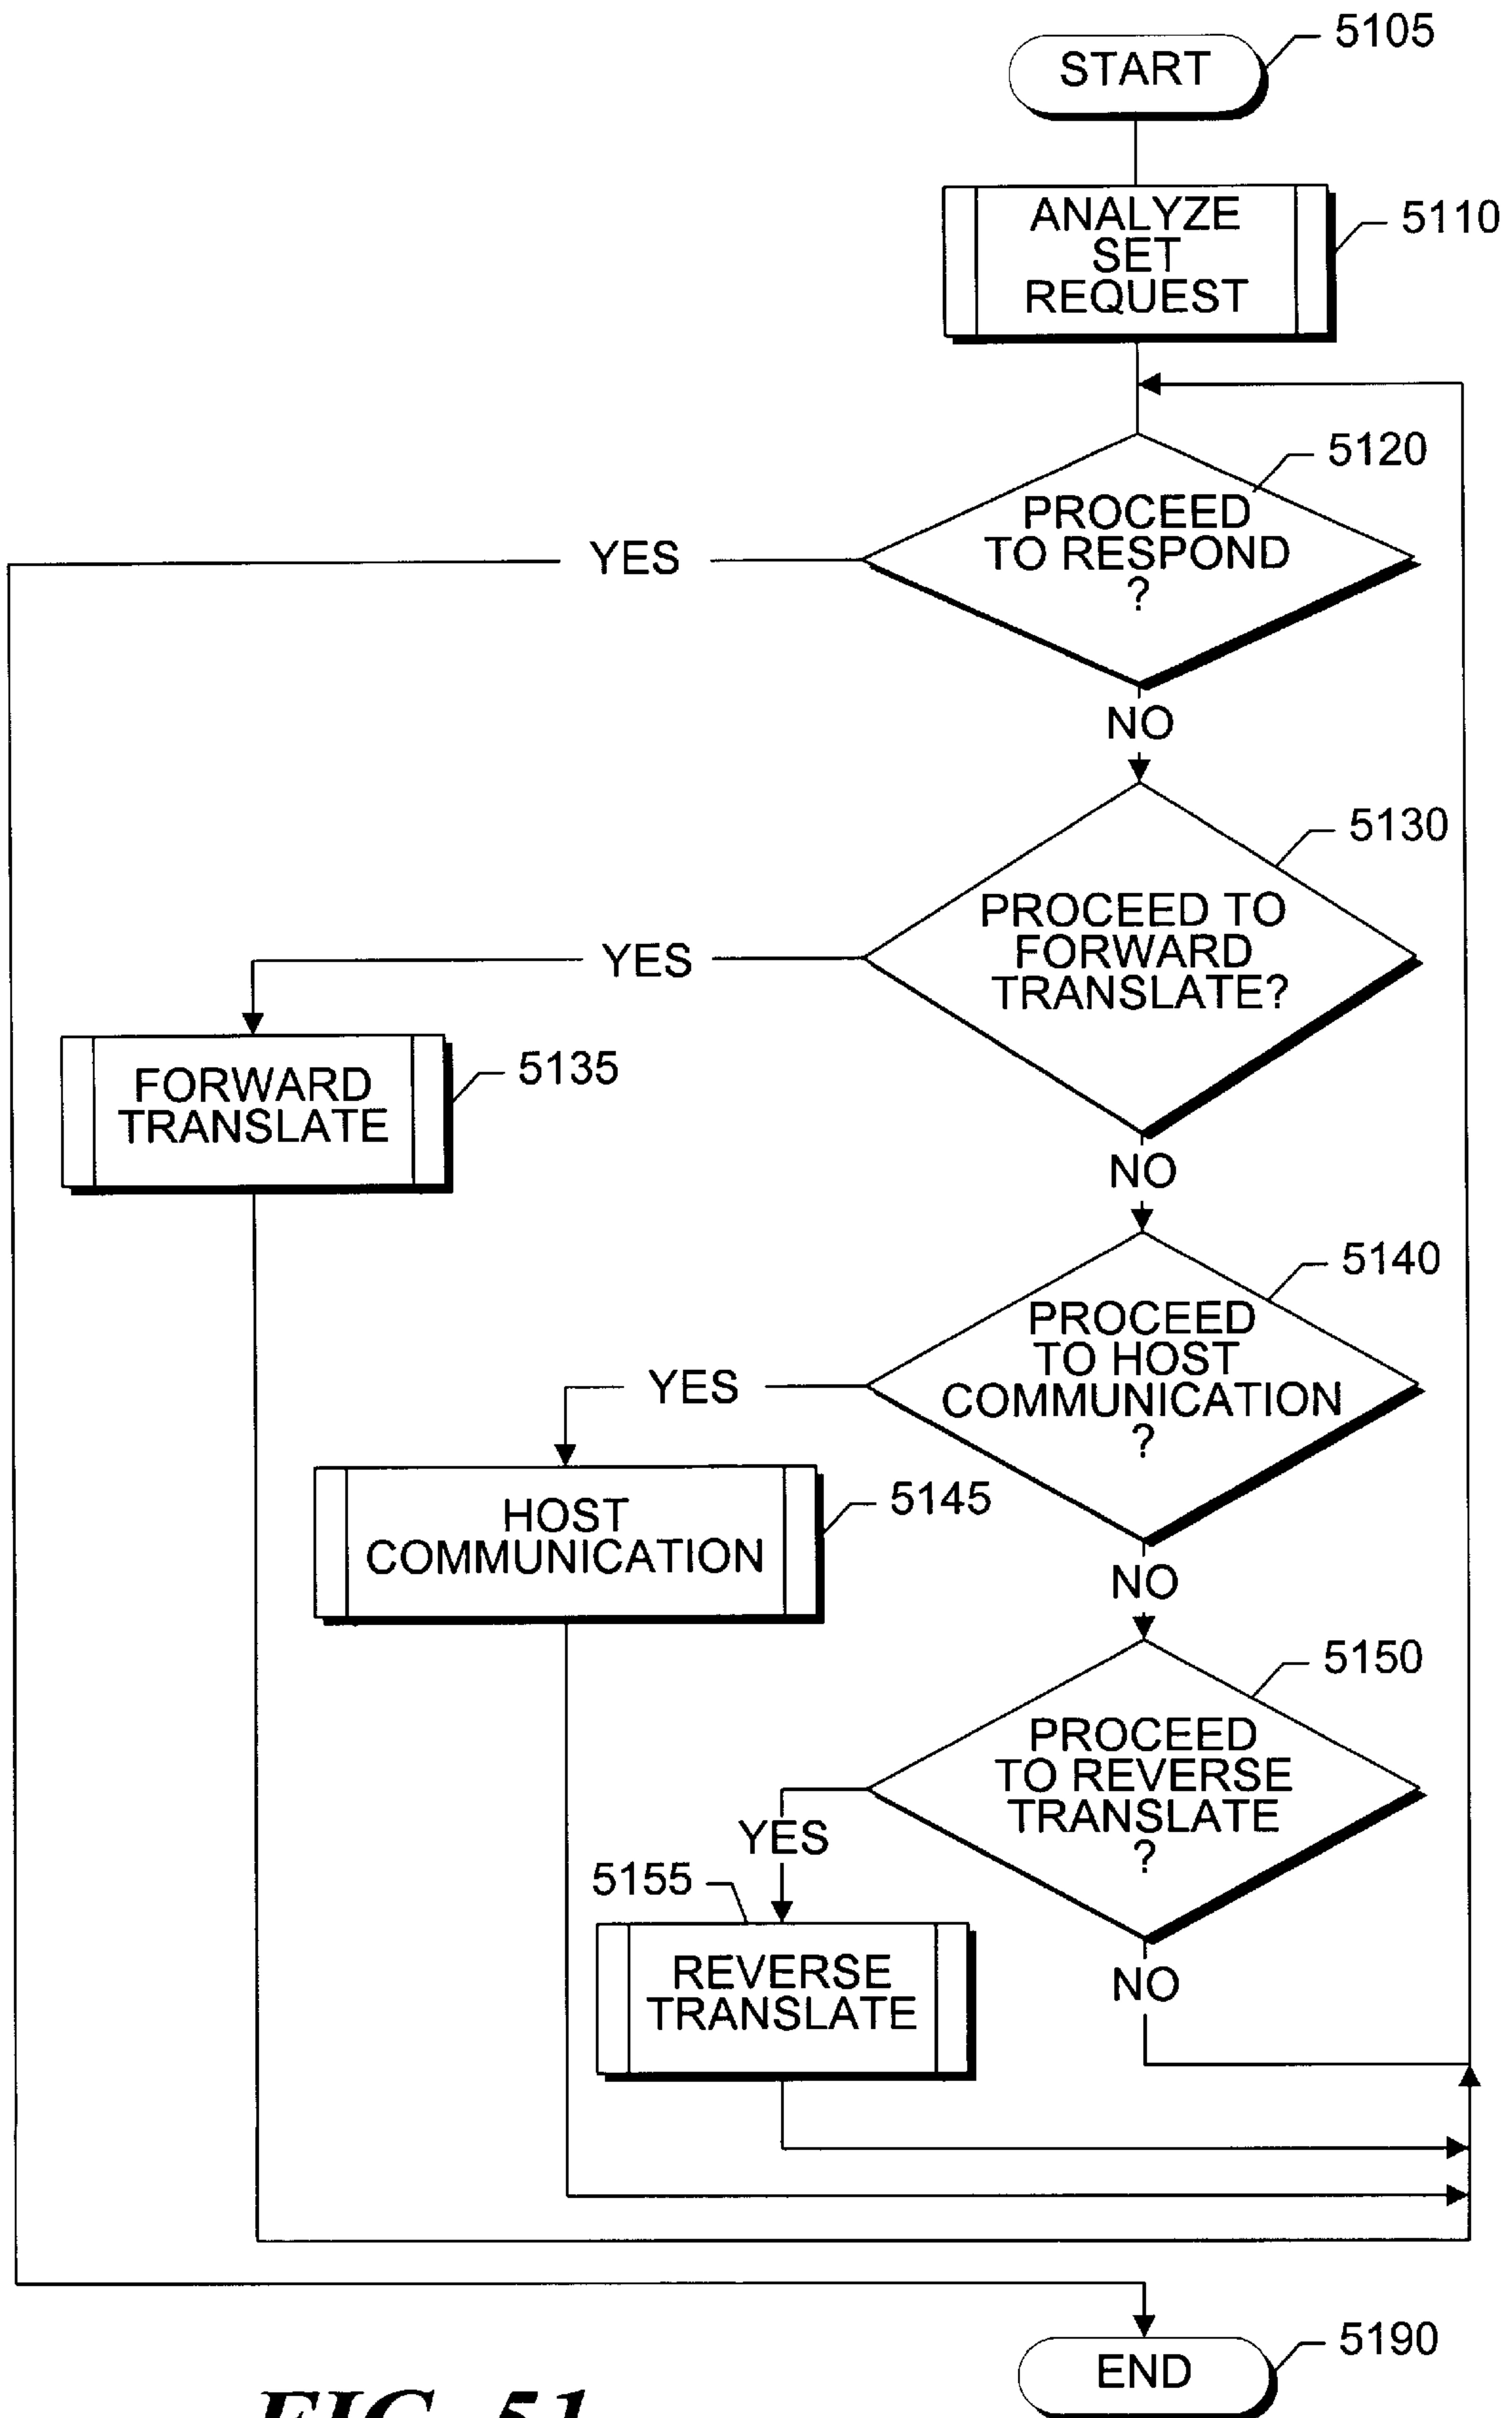 START
5105
ANALYZE
SET
REQUEST
5110
5120
PROCEED
TO RESPOND
?
YES
NO
5130
PROCEED TO
FORWARD
TRANSLATE?
YES
FORWARD
TRANSLATE
5135
NO
5140
PROCEED
TO HOST
COMMUNICATION
?
YES
HOST
COMMUNICATION
5145
NO
5150
PROCEED
TO REVERSE
TRANSLATE
?
YES
5155
REVERSE
TRANSLATE
NO
5190
END
FIG. 51